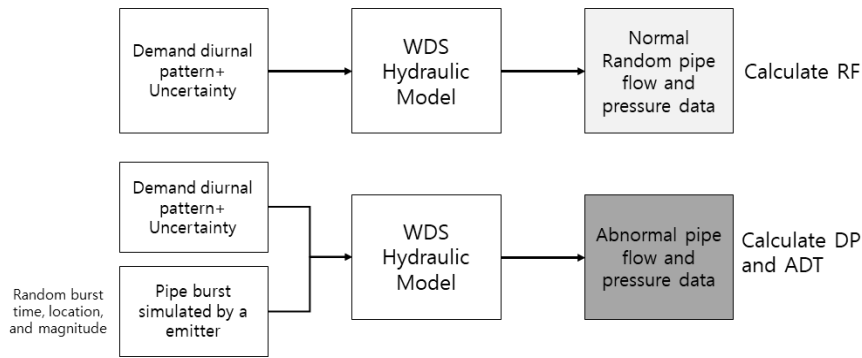 Demand diurnal
pattern+
Uncertainty
WDS
Hydraulic
Model
Normal
Random pipe
flow and
pressure data
Calculate RF
Demand diurnal
pattern+
Uncertainty
Random burst
time, location,
and magnitude
Pipe burst
simulated by a
emitter
WDS
Hydraulic
Model
Abnormal pipe
flow and
pressure data
Calculate DP
and ADT